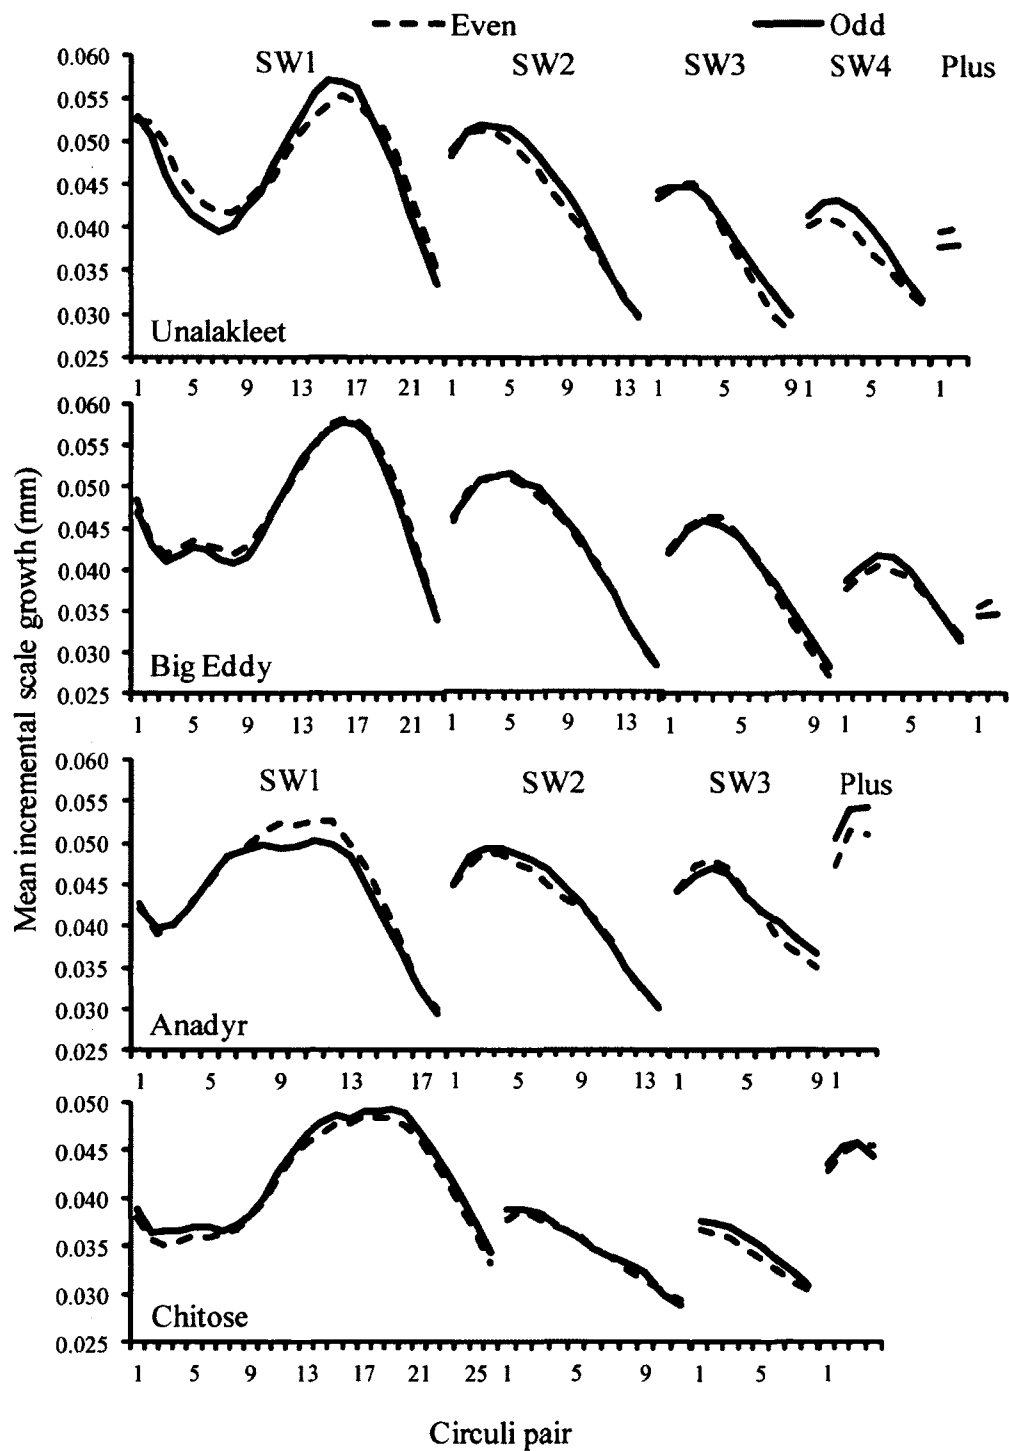 Even Odd
SW1 SW2 SW3 SW4 Plus
0.060
0.055
0.050
0.045
0.040
0.035
0.030
0.025
Unalakleet
1 5 9 13 17 21 1 5 9 13 1 5 9 1 5 1
0.060
0.055
0.050
0.045
0.040
0.035
0.030
0.025
Big Eddy
1 5 9 13 17 21 1 5 9 13 1 5 9 1 5 1
Mean incremental scale growth (mm)
SW1 SW2 SW3 Plus
0.060
0.055
0.050
0.045
0.040
0.035
0.030
0.025
Anadyr
1 5 9 13 17 1 5 9 13 1 5 9 1
0.050
0.045
0.040
0.035
0.030
0.025
Chitose
1 5 9 13 17 21 25 1 5 9 1 5 1
Circuli pair